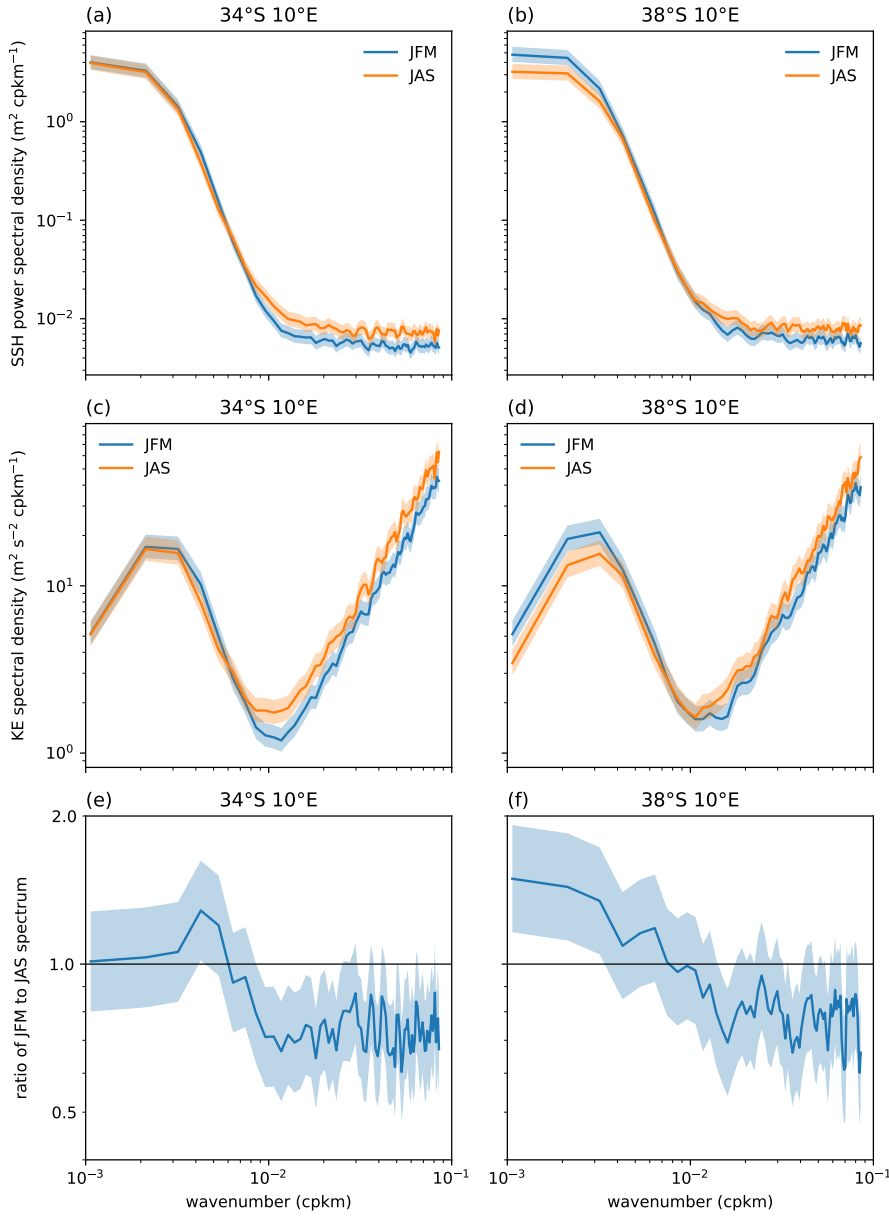 (a) 34°S 10°E
(b) 38°S 10°E
SSH power spectral density (m² cpkm⁻¹)
10⁰
10⁻¹
10⁻²
JFM
JAS
JFM
JAS
(c) 34°S 10°E
(d) 38°S 10°E
KE spectral density (m² s⁻² cpkm⁻¹)
10¹
10⁰
JFM
JAS
JFM
JAS
(e) 34°S 10°E
(f) 38°S 10°E
ratio of JFM to JAS spectrum
2.0
1.0
0.5
10⁻³ 10⁻² 10⁻¹
10⁻³ 10⁻² 10⁻¹
wavenumber (cpkm)
wavenumber (cpkm)